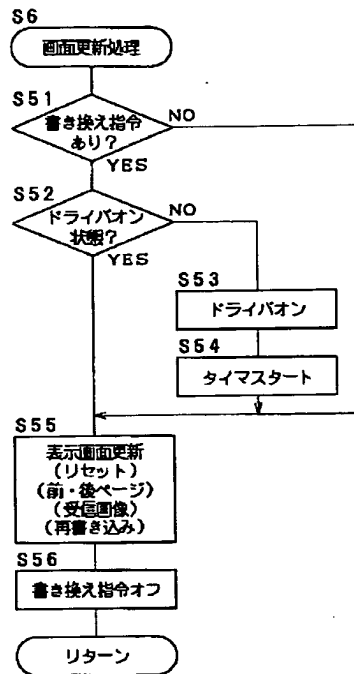 S6
画面更新処理
S51
書き換え指令
あり?
NO
YES
S52
ドライバオン
状態?
NO
YES
S53
ドライバオン
S54
タイマスタート
S55
表示画面更新
(リセット)
(前・後ページ)
(受信画像)
(再書き込み)
S56
書き換え指令オフ
リターン